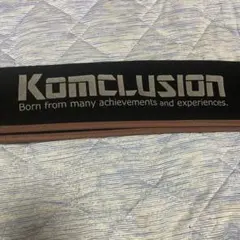 KOMCLUSION
Born from many achievements and experiences.